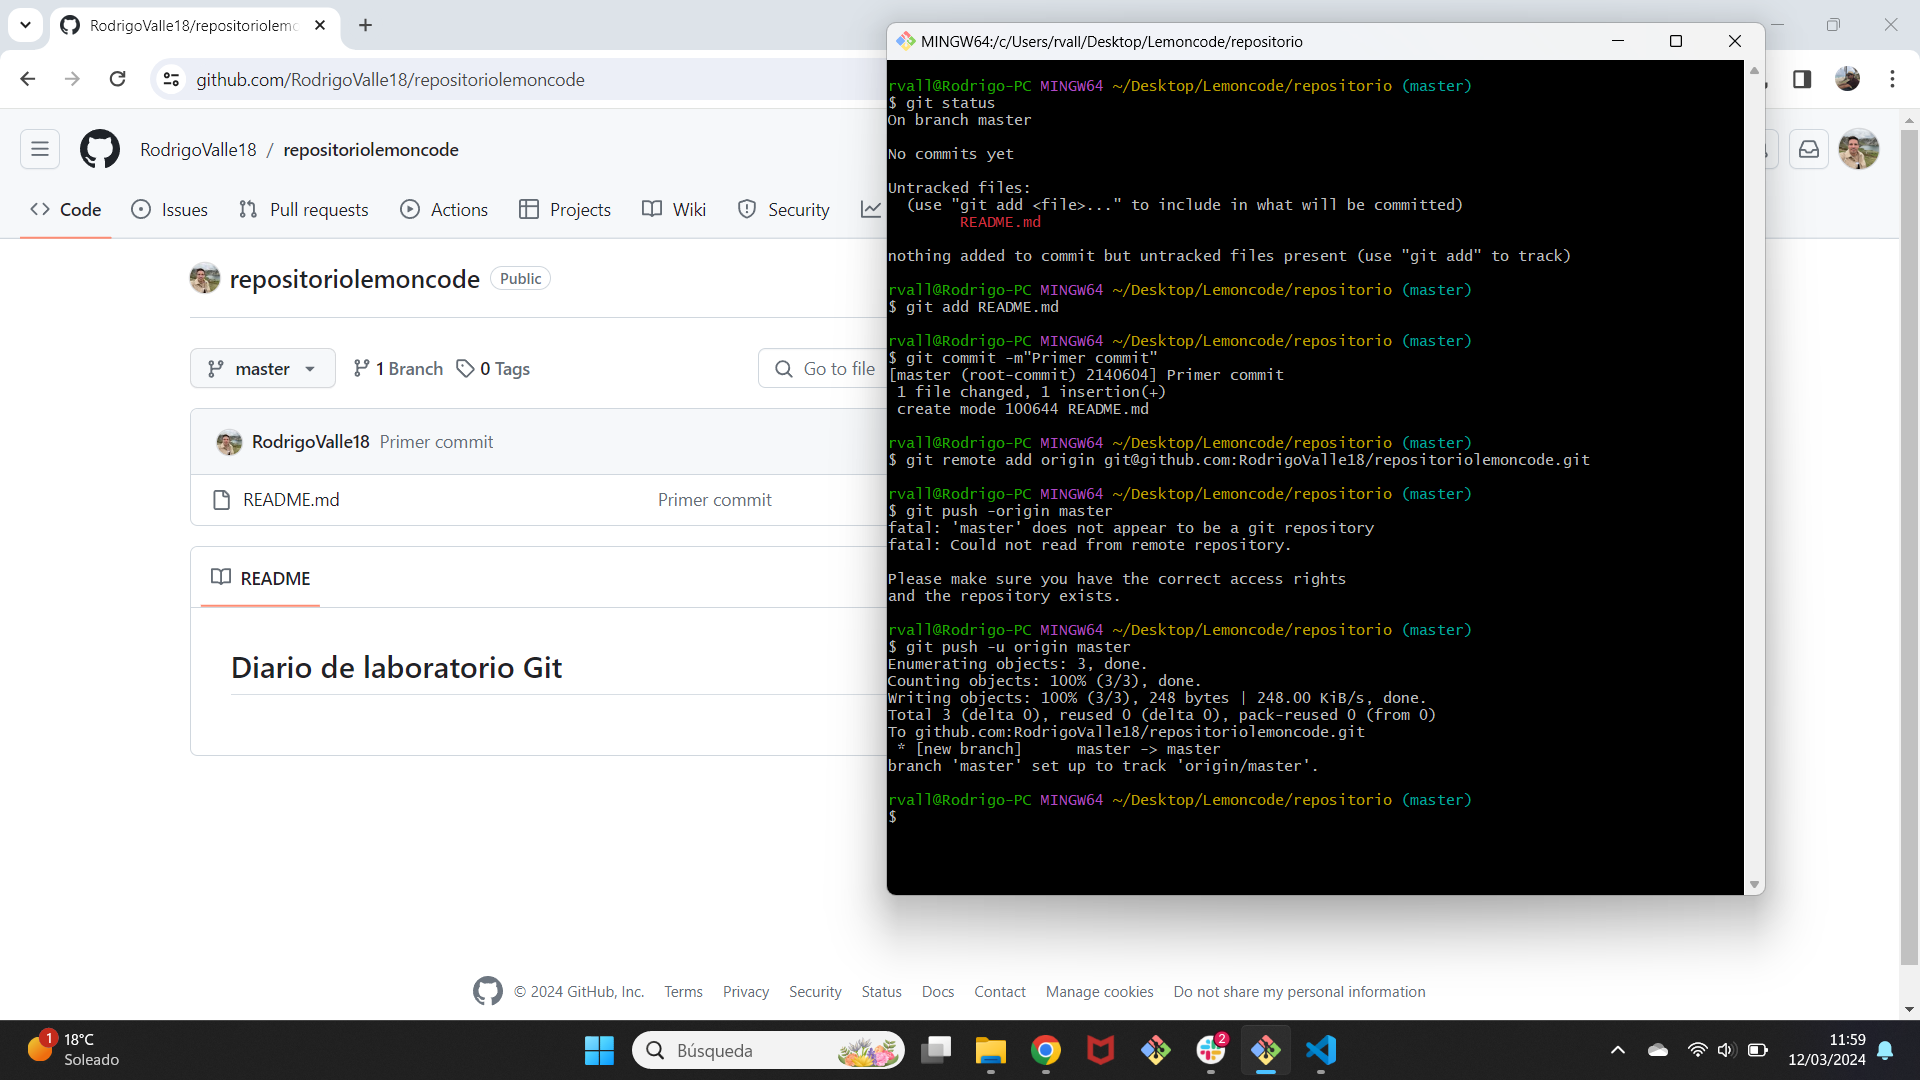 RodrigoValle18/repositoriolemc
github.com/RodrigoValle18/repositoriolemoncode
RodrigoValle18 / repositoriolemoncode
Code Issues Pull requests Actions Projects Wiki Security
repositoriolemoncode Public
master 1 Branch 0 Tags Go to file
RodrigoValle18 Primer commit
README.md Primer commit
README
Diario de laboratorio Git
MINGW64:/c/Users/rvall/Desktop/Lemoncode/repositorio
rvall@Rodrigo-PC MINGW64 ~/Desktop/Lemoncode/repositorio (master)
$ git status
On branch master
No commits yet
Untracked files:
(use "git add <file>..." to include in what will be committed)
README.md
nothing added to commit but untracked files present (use "git add" to track)
rvall@Rodrigo-PC MINGW64 ~/Desktop/Lemoncode/repositorio (master)
$ git add README.md
rvall@Rodrigo-PC MINGW64 ~/Desktop/Lemoncode/repositorio (master)
$ git commit -m"Primer commit"
[master (root-commit) 2140604] Primer commit
1 file changed, 1 insertion(+)
create mode 100644 README.md
rvall@Rodrigo-PC MINGW64 ~/Desktop/Lemoncode/repositorio (master)
$ git remote add origin git@github.com:RodrigoValle18/repositoriolemoncode.git
rvall@Rodrigo-PC MINGW64 ~/Desktop/Lemoncode/repositorio (master)
$ git push -origin master
fatal: 'master' does not appear to be a git repository
fatal: Could not read from remote repository.
Please make sure you have the correct access rights
and the repository exists.
rvall@Rodrigo-PC MINGW64 ~/Desktop/Lemoncode/repositorio (master)
$ git push -u origin master
Enumerating objects: 3, done.
Counting objects: 100% (3/3), done.
Writing objects: 100% (3/3), 248 bytes | 248.00 KiB/s, done.
Total 3 (delta 0), reused 0 (delta 0), pack-reused 0 (from 0)
To github.com:RodrigoValle18/repositoriolemoncode.git
* [new branch] master -> master
branch 'master' set up to track 'origin/master'.
rvall@Rodrigo-PC MINGW64 ~/Desktop/Lemoncode/repositorio (master)
$
© 2024 GitHub, Inc. Terms Privacy Security Status Docs Contact Manage cookies Do not share my personal information
1
18°C
Soleado
Búsqueda
2
11:59
12/03/2024